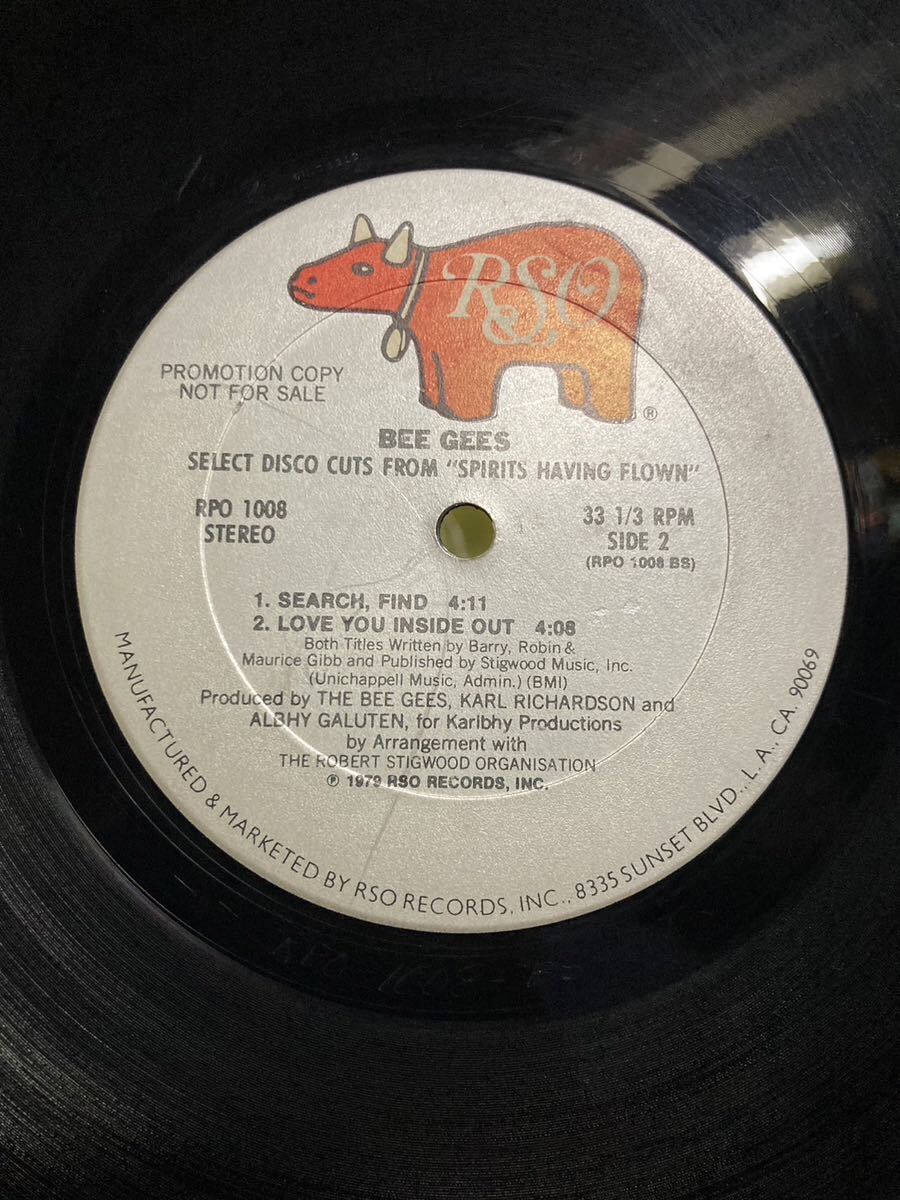 RSO
®
PROMOTION COPY
NOT FOR SALE
BEE GEES
SELECT DISCO CUTS FROM "SPIRITS HAVING FLOWN"
RPO 1008
STEREO
33 1/3 RPM
SIDE 2
(RPO 1008 BS)
1. SEARCH, FIND 4:11
2. LOVE YOU INSIDE OUT 4:08
Both Titles Written by Barry, Robin &
Maurice Gibb and Published by Stigwood Music, Inc.
(Unichappell Music, Admin.) (BMI)
Produced by THE BEE GEES, KARL RICHARDSON and
ALBHY GALUTEN, for Karlbhy Productions
by Arrangement with
THE ROBERT STIGWOOD ORGANISATION
℗ 1979 RSO RECORDS, INC.
MANUFACTURED & MARKETED BY RSO RECORDS, INC., 8335 SUNSET BLVD., L.A., CA. 90069